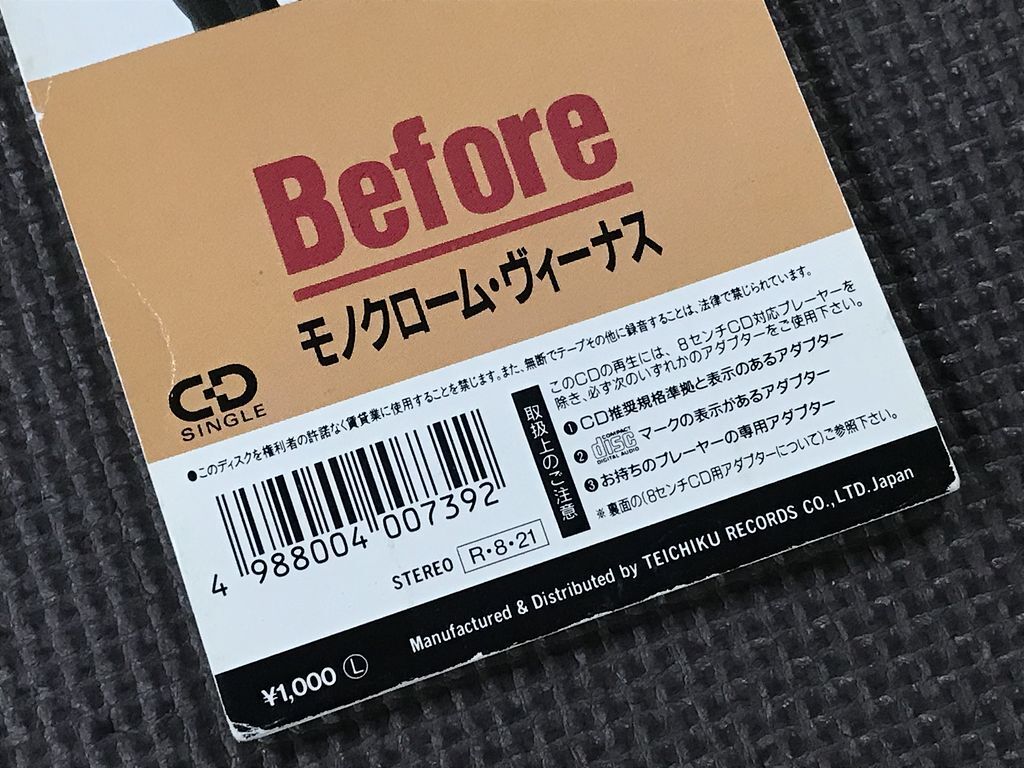 Before
モノクローム・ヴィーナス
CD
SINGLE
●このディスクを権利者の許諾なく賃貸業に使用することを禁じます。また、無断でテープその他に録音することは、法律で禁じられています。
4 988004 007392
STEREO R・8・21
取扱上のご注意
このCDの再生には、8センチCD対応プレーヤーを
除き、必ず次のいずれかのアダプターをご使用下さい。
❶CD推奨規格準拠と表示のあるアダプター
❷ COMPACT disc DIGITAL AUDIO マークの表示があるアダプター
❸お持ちのプレーヤーの専用アダプター
※裏面の(8センチCD用アダプターについて)ご参照下さい。
¥1,000 Ⓛ Manufactured & Distributed by TEICHIKU RECORDS CO.,LTD.Japan